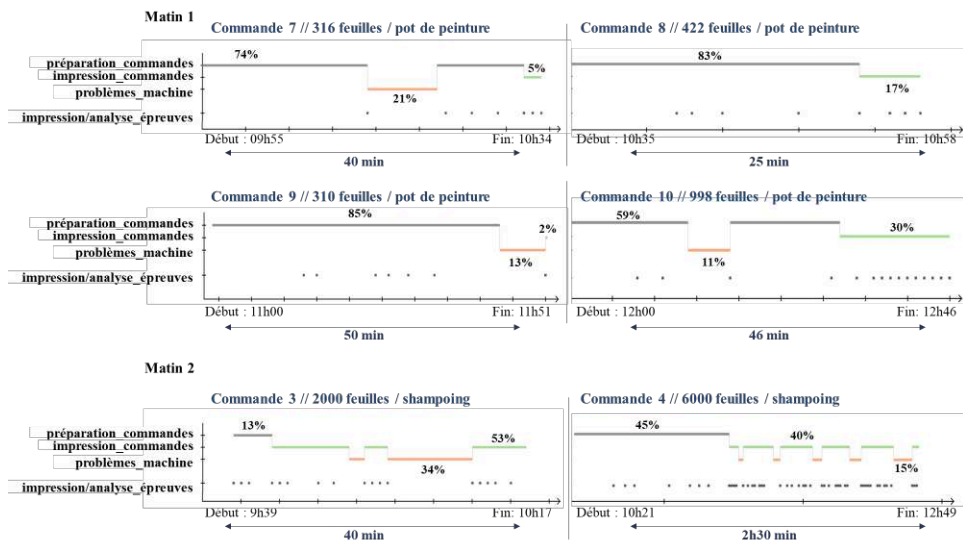 Matin 1
Commande 7 // 316 feuilles / pot de peinture
préparation_commandes
impression_commandes
problèmes_machine
impression/analyse_épreuves
74%
21%
5%
Début : 09h55
Fin: 10h34
40 min
Commande 8 // 422 feuilles / pot de peinture
83%
17%
Début : 10h35
Fin: 10h58
25 min
Commande 9 // 310 feuilles / pot de peinture
préparation_commandes
impression_commandes
problèmes_machine
impression/analyse_épreuves
85%
13%
2%
Début : 11h00
Fin: 11h51
50 min
Commande 10 // 998 feuilles / pot de peinture
59%
11%
30%
Début : 12h00
Fin: 12h46
46 min
Matin 2
Commande 3 // 2000 feuilles / shampoing
préparation_commandes
impression_commandes
problèmes_machine
impression/analyse_épreuves
13%
34%
53%
Début : 9h39
Fin: 10h17
40 min
Commande 4 // 6000 feuilles / shampoing
45%
40%
15%
Début : 10h21
Fin: 12h49
2h30 min